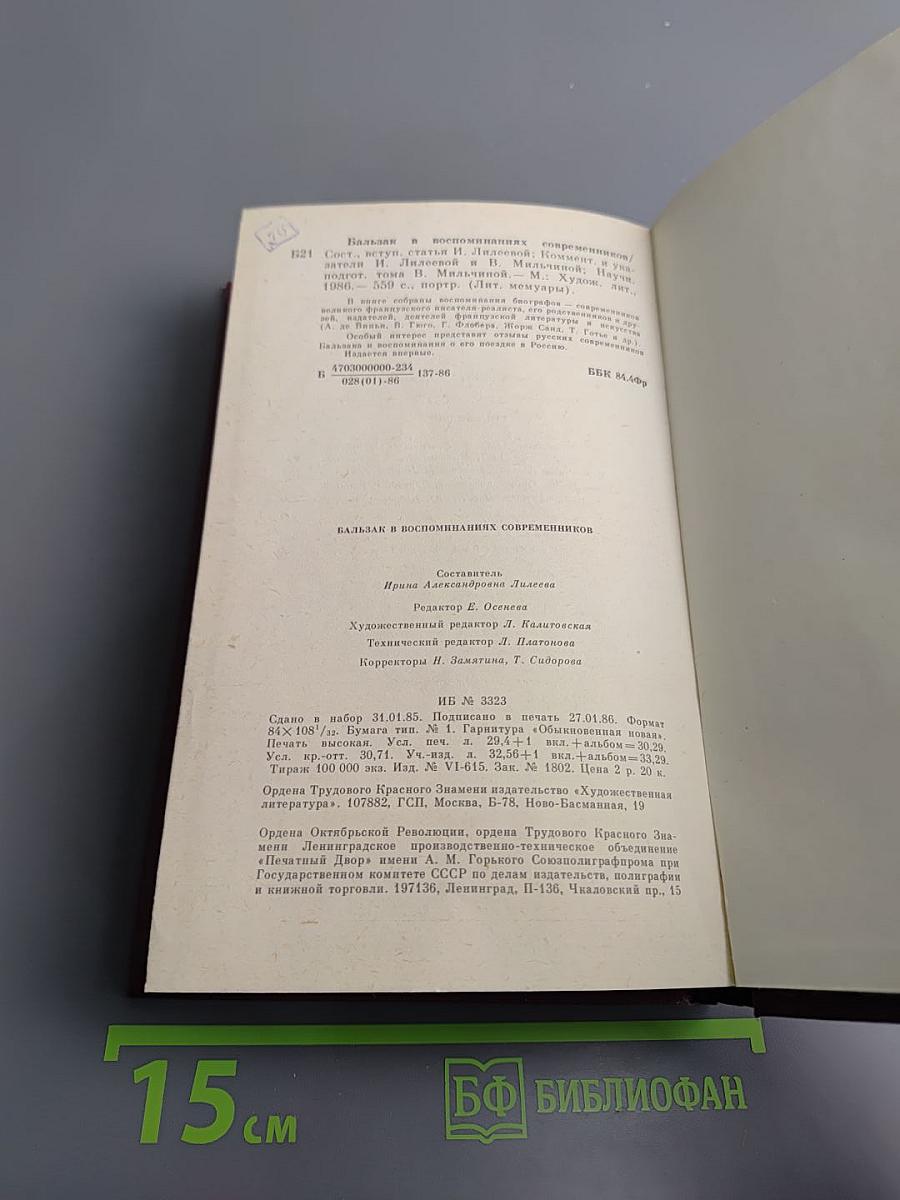 Бальзак в воспоминаниях современников/
Б21 Сост., вступ. статья И. Лилеевой; Коммент. и ука-
затели И. Лилеевой и В. Мильчиной; Научн.
подгот. тома В. Мильчиной.— М.: Худож. лит.,
1986.— 559 с., портр. (Лит. мемуары).
В книге собраны воспоминания биографов — современников
великого французского писателя-реалиста, его родственников и дру-
зей, издателей, деятелей французской литературы и искусства
(А. де Виньи, В. Гюго, Г. Флобера, Жорж Санд, Т. Готье и др.).
Особый интерес представят отзывы русских современников
Бальзака и воспоминания о его поездке в Россию.
Издается впервые.
Б 4703000000-234 137-86 ББК 84.4Фр
028(01)-86
БАЛЬЗАК В ВОСПОМИНАНИЯХ СОВРЕМЕННИКОВ
Составитель
Ирина Александровна Лилеева
Редактор Е. Осенева
Художественный редактор Л. Калитовская
Технический редактор Л. Платонова
Корректоры Н. Замятина, Т. Сидорова
ИБ № 3323
Сдано в набор 31.01.85. Подписано в печать 27.01.86. Формат
84×108¹/₃₂. Бумага тип. № 1. Гарнитура «Обыкновенная новая».
Печать высокая. Усл. печ. л. 29,4+1 вкл.+альбом=30,29.
Усл. кр.-отт. 30,71. Уч.-изд. л. 32,56+1 вкл.+альбом=33,29.
Тираж 100 000 экз. Изд. № VI-615. Зак. № 1802. Цена 2 р. 20 к.
Ордена Трудового Красного Знамени издательство «Художественная
литература». 107882, ГСП, Москва, Б-78, Ново-Басманная, 19
Ордена Октябрьской Революции, ордена Трудового Красного Зна-
мени Ленинградское производственно-техническое объединение
«Печатный Двор» имени А. М. Горького Союзполиграфпрома при
Государственном комитете СССР по делам издательств, полиграфии
и книжной торговли. 197136, Ленинград, П-136, Чкаловский пр., 15
15 см БФ БИБЛИОФАН